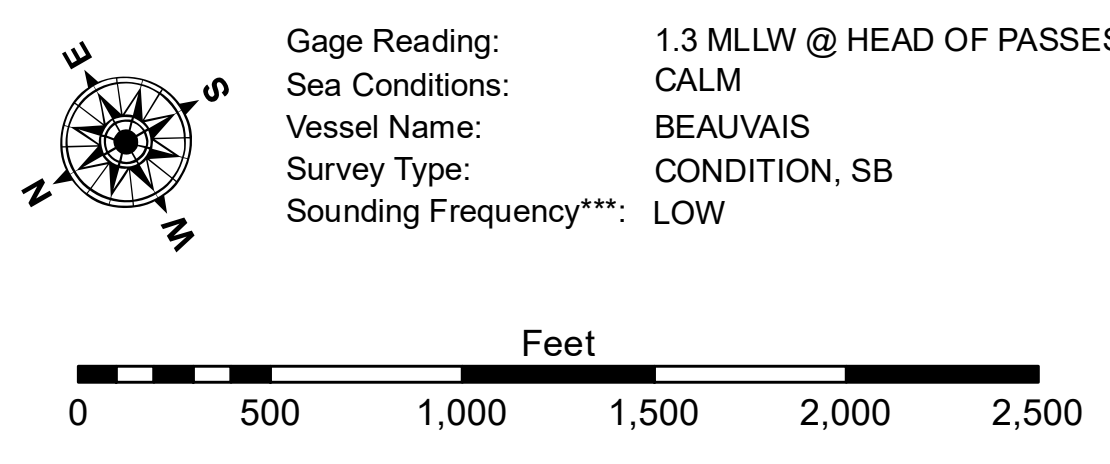 E
S
N
W
Gage Reading: 1.3 MLLW @ HEAD OF PASSES
Sea Conditions: CALM
Vessel Name: BEAUVAIS
Survey Type: CONDITION, SB
Sounding Frequency***: LOW
Feet
0 500 1,000 1,500 2,000 2,500